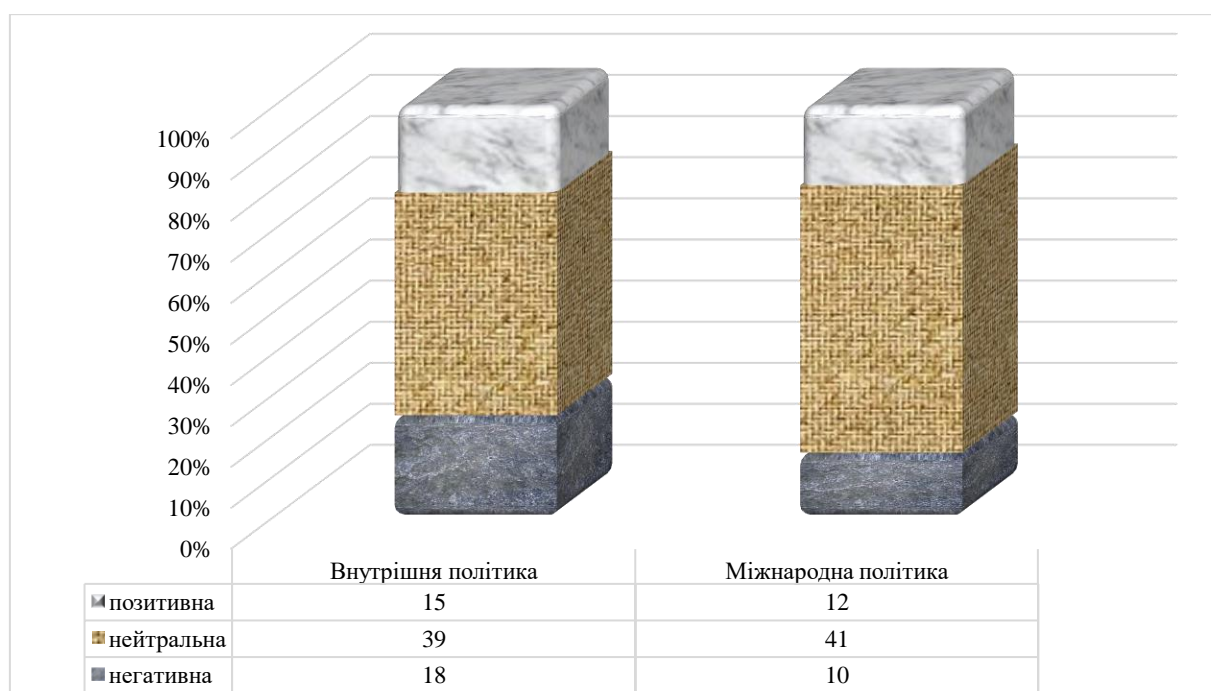 100%
90%
80%
70%
60%
50%
40%
30%
20%
10%
0%
Внутрішня політика Міжнародна політика
позитивна 15 12
нейтральна 39 41
негативна 18 10